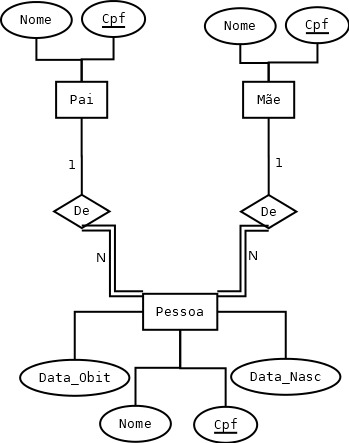 Nome Cpf Nome Cpf
Pai Mãe
1 1
De De
N N
Pessoa
Data_Obit Data_Nasc
Nome Cpf